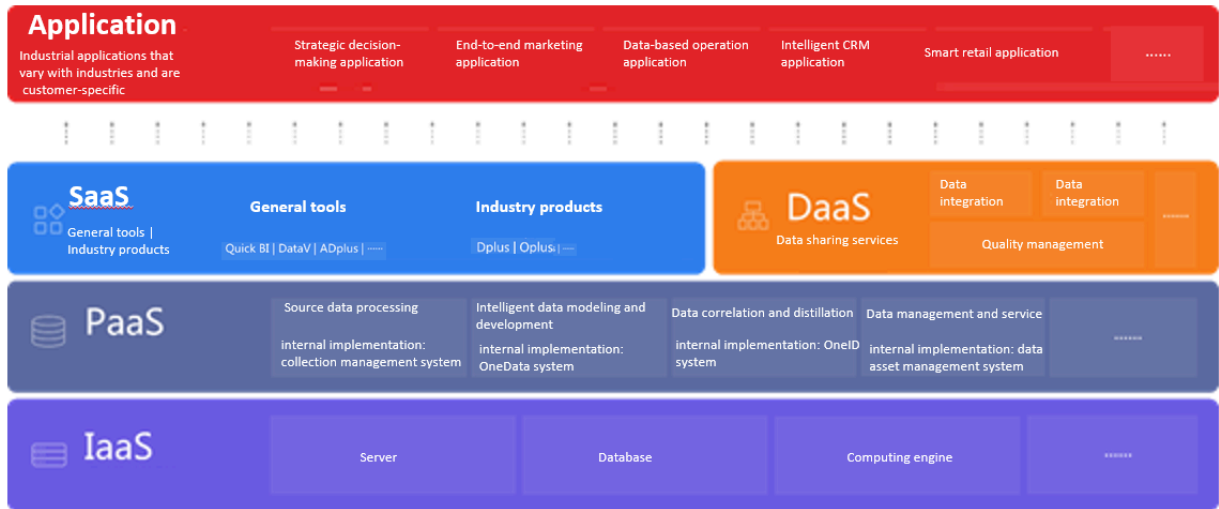 Application
Industrial applications that
vary with industries and are
customer-specific
Strategic decision-
making application
End-to-end marketing
application
Data-based operation
application
Intelligent CRM
application
Smart retail application
......
SaaS
General tools |
Industry products
General tools
Quick BI | DataV | ADplus | ······
Industry products
Dplus | Oplus | ···
DaaS
Data sharing services
Data
integration
Data
integration
Quality management
······
PaaS
Source data processing
internal implementation:
collection management system
Intelligent data modeling and
development
internal implementation:
OneData system
Data correlation and distillation
internal implementation: OneID
system
Data management and service
internal implementation: data
asset management system
······
IaaS
Server
Database
Computing engine
······